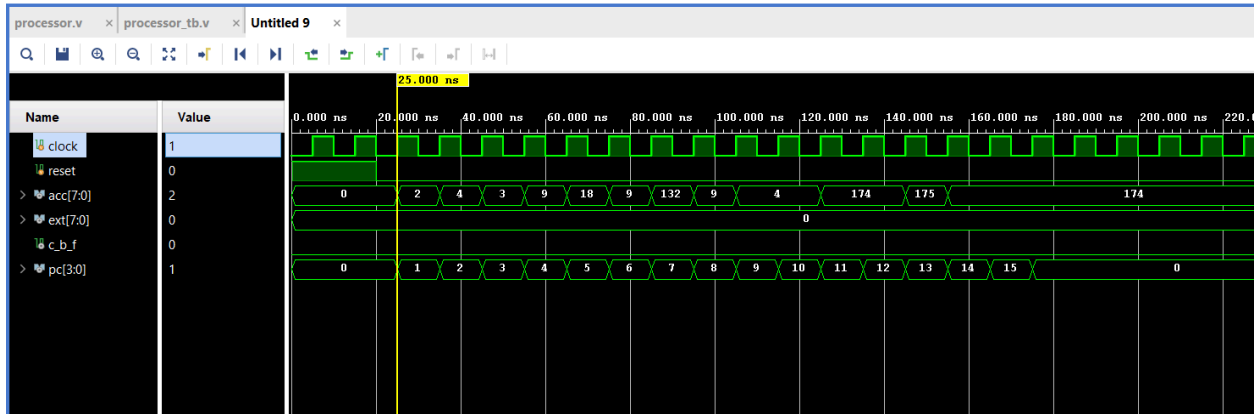 processor.v × processor_tb.v × Untitled 9 ×
25.000 ns
Name Value 0.000 ns 20.000 ns 40.000 ns 60.000 ns 80.000 ns 100.000 ns 120.000 ns 140.000 ns 160.000 ns 180.000 ns 200.000 ns 220.0
clock 1
reset 0
acc[7:0] 2 0 2 4 3 9 18 9 132 9 4 174 175 174
ext[7:0] 0 0
c_b_f 0
pc[3:0] 1 0 1 2 3 4 5 6 7 8 9 10 11 12 13 14 15 0